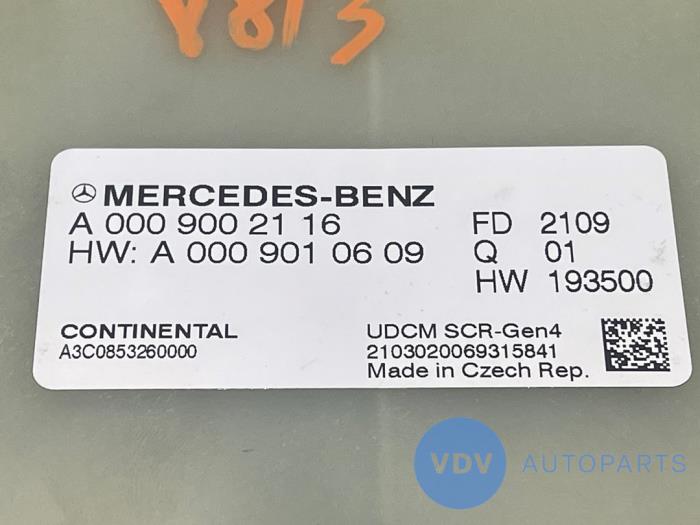 V813
MERCEDES-BENZ
A 000 900 21 16
HW: A 000 901 06 09
FD 2109
Q 01
HW 193500
CONTINENTAL
A3C0853260000
UDCM SCR-Gen4
2103020069315841
Made in Czech Rep.
VDV AUTOPARTS